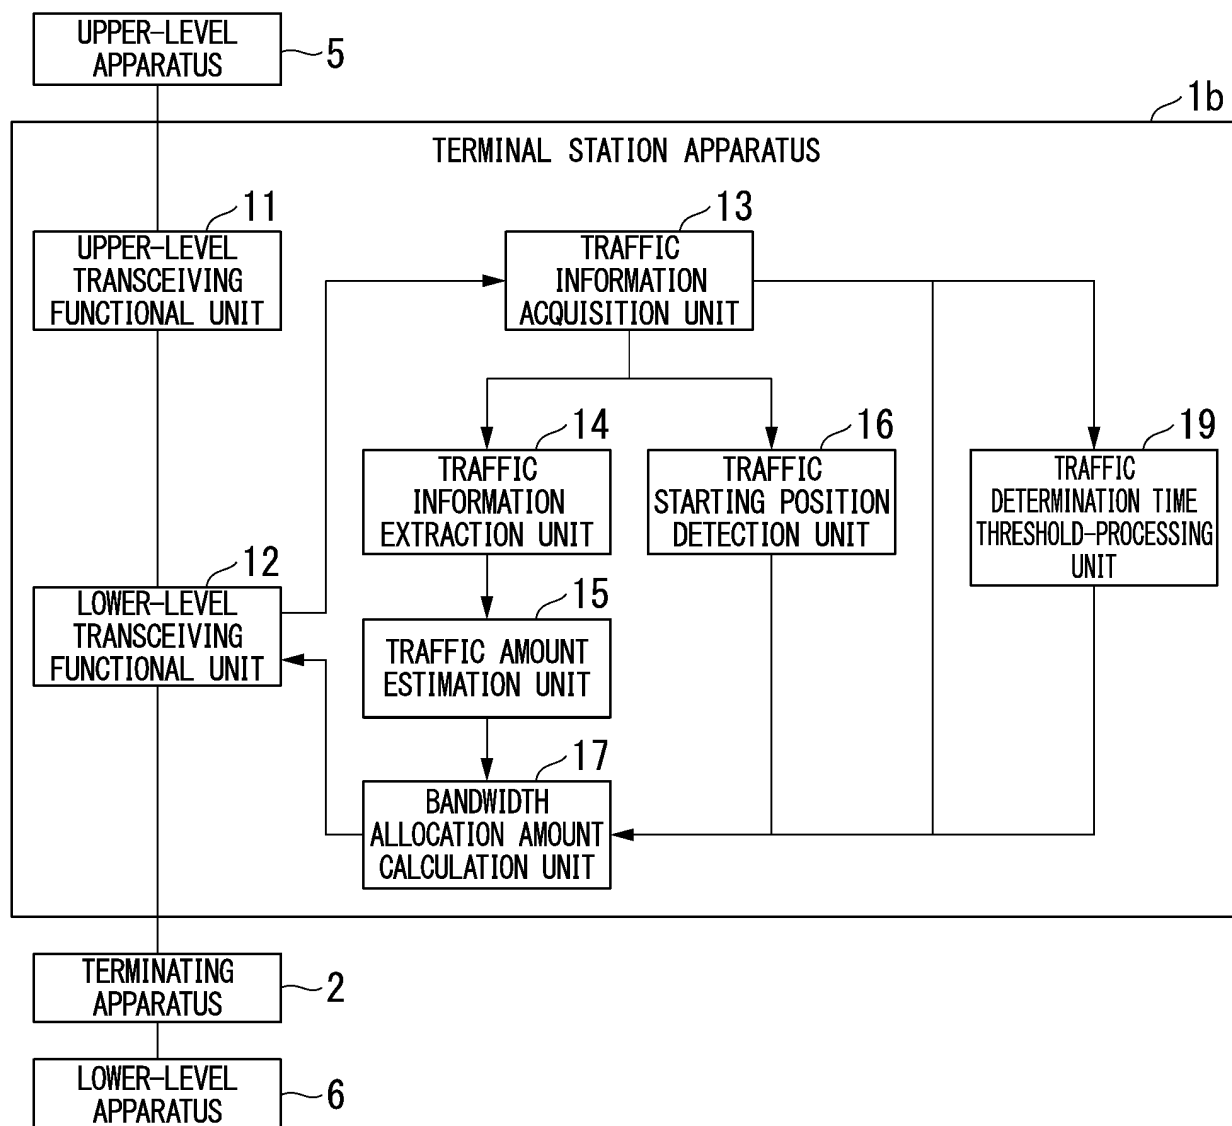 UPPER-LEVEL
APPARATUS
5
1b
TERMINAL STATION APPARATUS
11
UPPER-LEVEL
TRANSCEIVING
FUNCTIONAL UNIT
13
TRAFFIC
INFORMATION
ACQUISITION UNIT
14
TRAFFIC
INFORMATION
EXTRACTION UNIT
16
TRAFFIC
STARTING POSITION
DETECTION UNIT
19
TRAFFIC
DETERMINATION TIME
THRESHOLD-PROCESSING
UNIT
12
LOWER-LEVEL
TRANSCEIVING
FUNCTIONAL UNIT
15
TRAFFIC AMOUNT
ESTIMATION UNIT
17
BANDWIDTH
ALLOCATION AMOUNT
CALCULATION UNIT
TERMINATING
APPARATUS
2
LOWER-LEVEL
APPARATUS
6